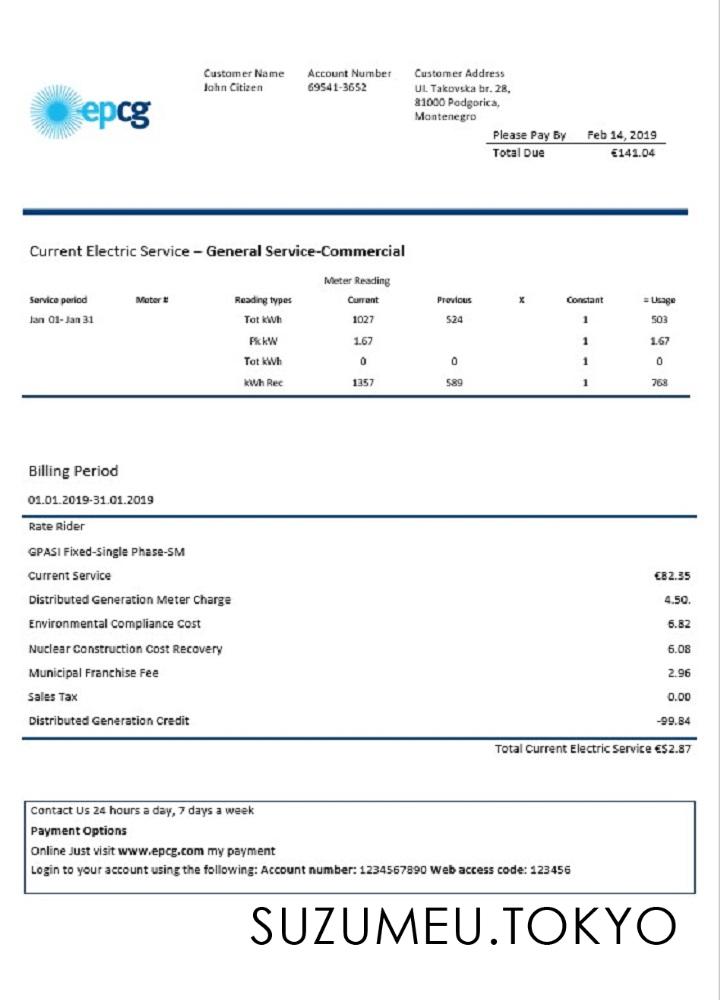 epcg
Customer Name Account Number Customer Address
John Citizen 69541-3652 Ul. Takovska br. 28,
81000 Podgorica,
Montenegro
Please Pay By Feb 14, 2019
Total Due €141.04
Current Electric Service – General Service-Commercial
Meter Reading
Service period Meter # Reading types Current Previous X Constant = Usage
Jan 01-Jan 31 Tot kWh 1027 524 1 503
Pk kW 1.67 1 1.67
Tot kWh 0 0 1 0
kWh Rec 1357 589 1 768
Billing Period
01.01.2019-31.01.2019
Rate Rider
GPASI Fixed-Single Phase-SM
Current Service €82.35
Distributed Generation Meter Charge 4.50.
Environmental Compliance Cost 6.82
Nuclear Construction Cost Recovery 6.08
Municipal Franchise Fee 2.96
Sales Tax 0.00
Distributed Generation Credit -99.84
Total Current Electric Service €52.87
Contact Us 24 hours a day, 7 days a week
Payment Options
Online Just visit www.epcg.com my payment
Login to your account using the following: Account number: 1234567890 Web access code: 123456
SUZUMEU.TOKYO